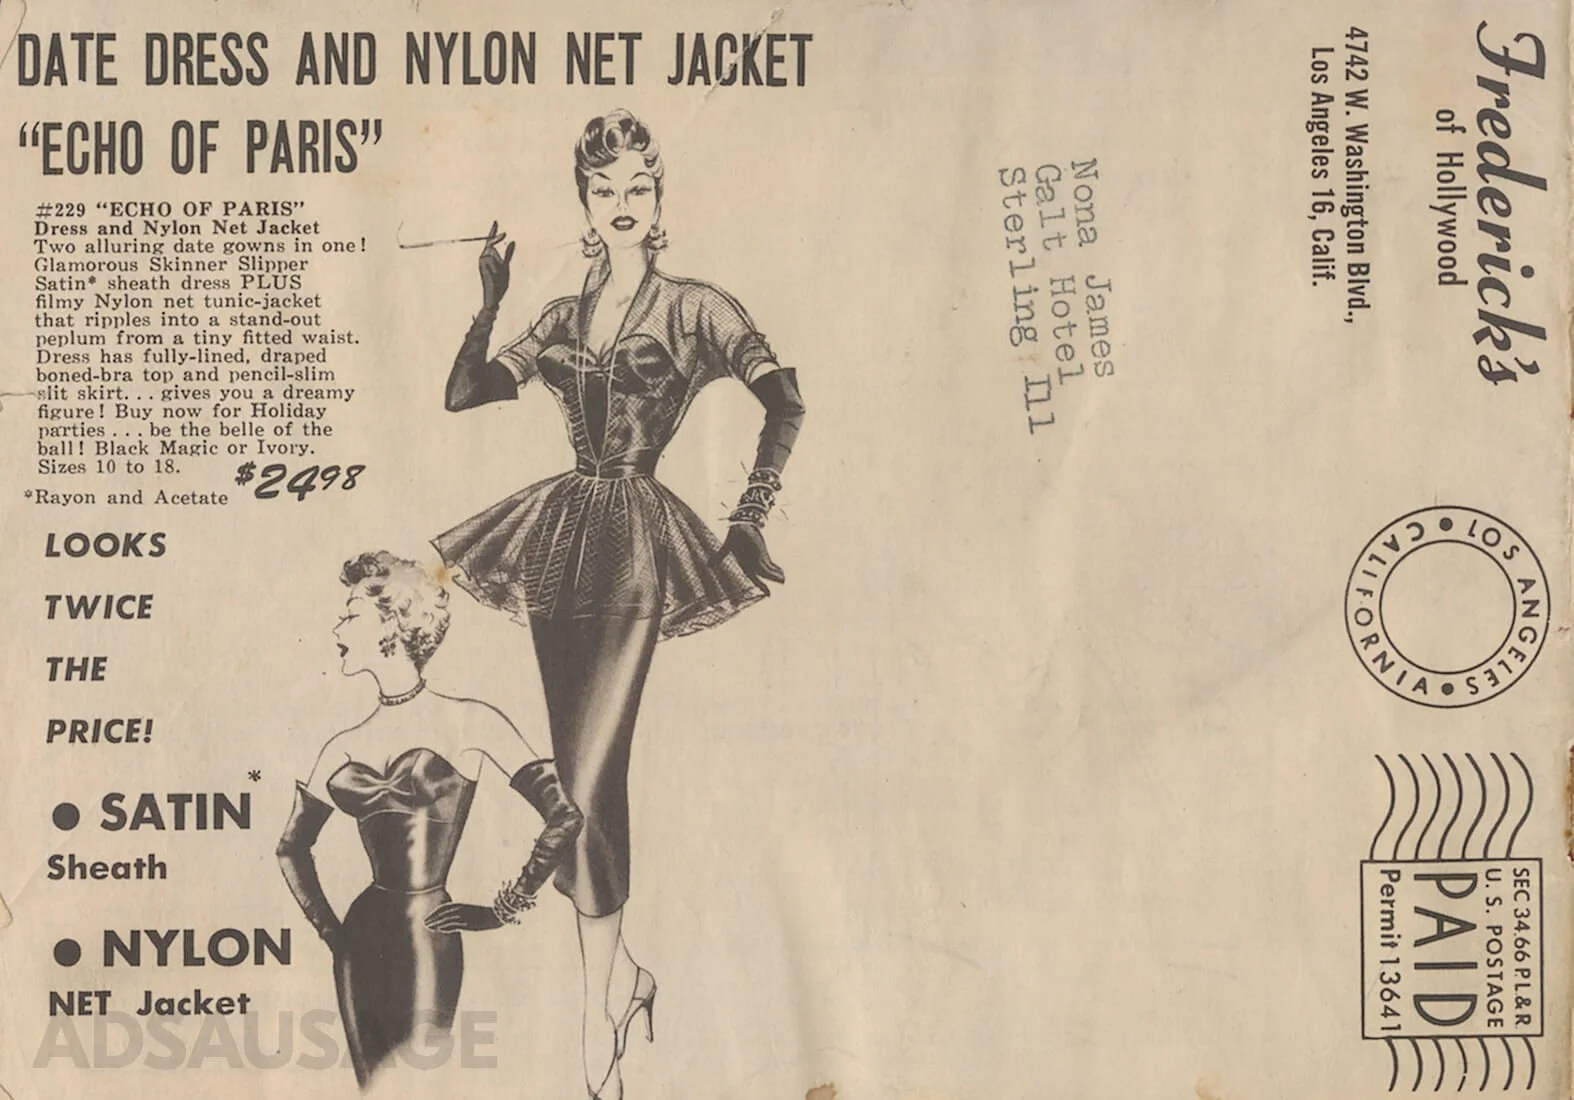 DATE DRESS AND NYLON NET JACKET
“ECHO OF PARIS”
#229 “ECHO OF PARIS”
Dress and Nylon Net Jacket
Two alluring date gowns in one!
Glamorous Skinner Slipper
Satin* sheath dress PLUS
filmy Nylon net tunic-jacket
that ripples into a stand-out
peplum from a tiny fitted waist.
Dress has fully-lined, draped
boned-bra top and pencil-slim
slit skirt. . . gives you a dreamy
figure! Buy now for Holiday
parties . . . be the belle of the
ball! Black Magic or Ivory.
Sizes 10 to 18.
$2498
*Rayon and Acetate
LOOKS
TWICE
THE
PRICE!
● SATIN*
Sheath
● NYLON
NET Jacket
ADSAUSAGE
Frederick's
of Hollywood
4742 W. Washington Blvd.,
Los Angeles 16, Calif.
Nona James
Galt Hotel
Sterling Ill
LOS ANGELES • CALIFORNIA •
SEC 34.66 P.L.&R.
U. S. POSTAGE
PAID
Permit 13641